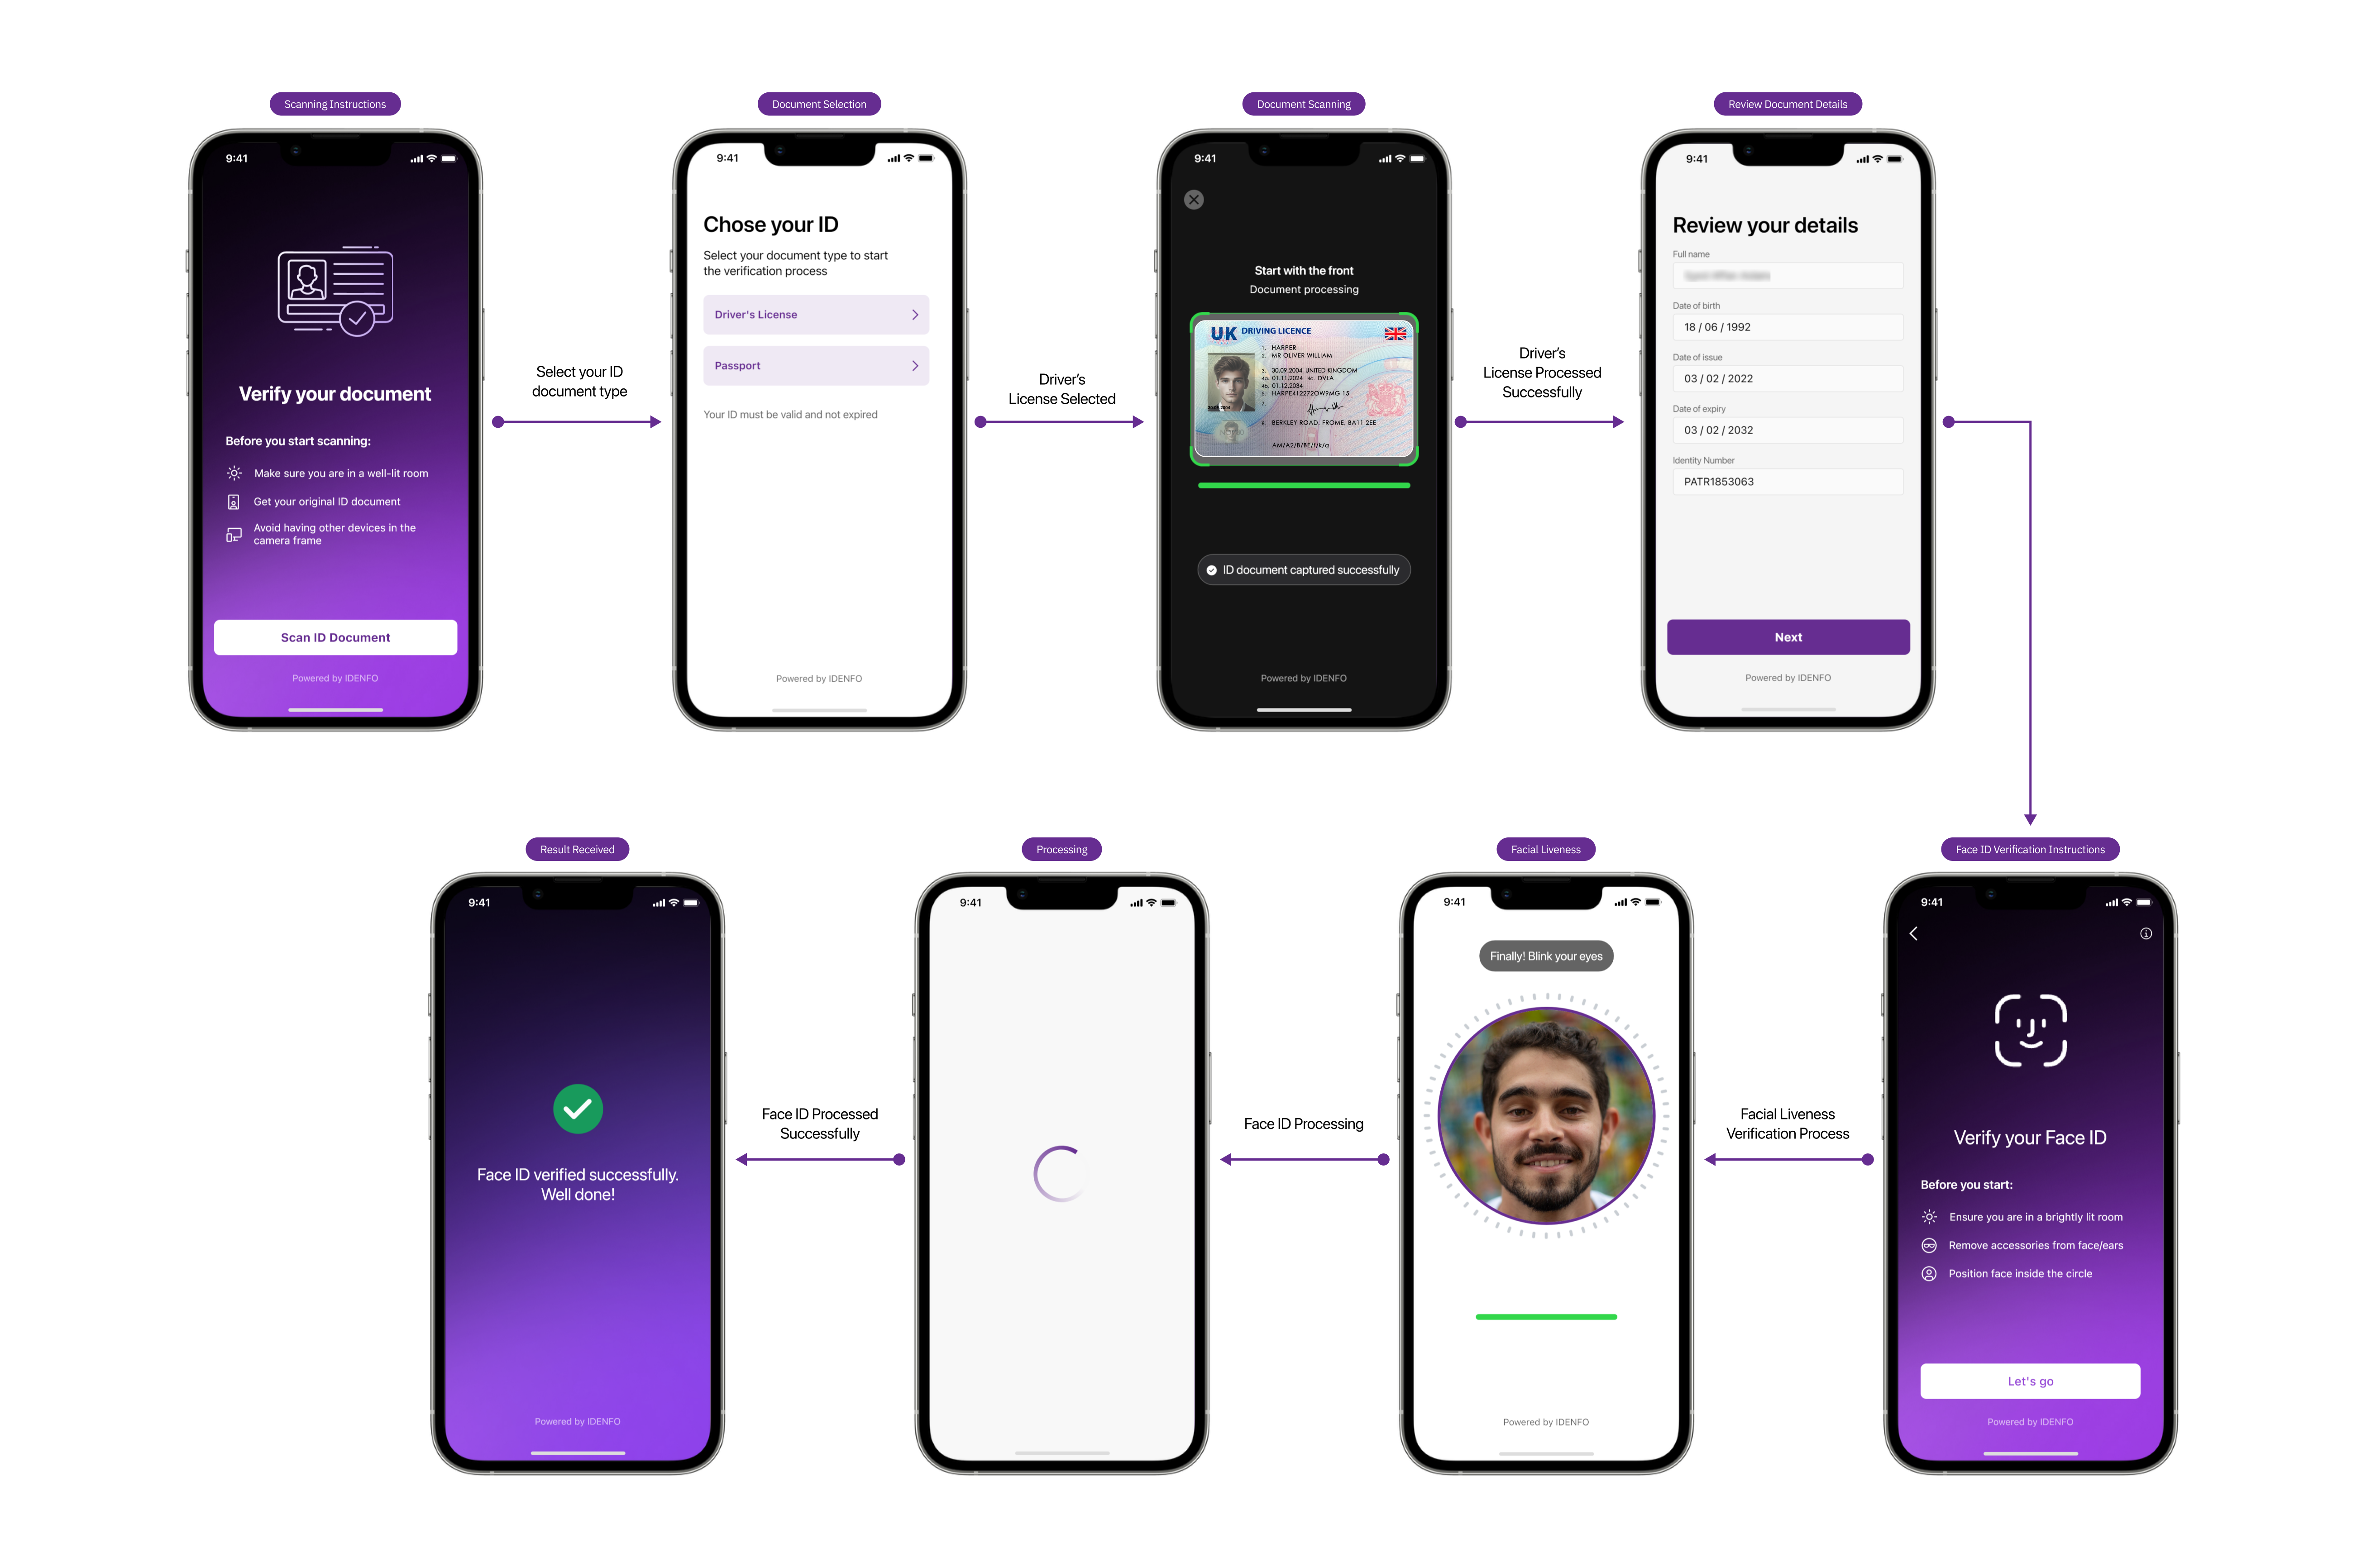 Scanning Instructions
9:41
Verify your document
Before you start scanning:
Make sure you are in a well-lit room
Get your original ID document
Avoid having other devices in the
camera frame
Scan ID Document
Powered by IDENFO
Select your ID
document type
Document Selection
9:41
Chose your ID
Select your document type to start
the verification process
Driver's License
Passport
Your ID must be valid and not expired
Powered by IDENFO
Driver's
License Selected
Document Scanning
9:41
Start with the front
Document processing
UK DRIVING LICENCE
1. HARPER
2. MR OLIVER WILLIAM
3. 30.09.2004 UNITED KINGDOM
4a. 01.11.2024 4c. DVLA
4b. 01.12.2034
5. HARPE412272OW9MG 15
7.
8. BERKLEY ROAD, FROME, BA11 2EE
AM/A2/B/BE/f/k/q
ID document captured successfully
Powered by IDENFO
Driver's
License Processed
Successfully
Review Document Details
9:41
Review your details
Full name
Date of birth
18 / 06 / 1992
Date of issue
03 / 02 / 2022
Date of expiry
03 / 02 / 2032
Identity Number
PATR1853063
Next
Powered by IDENFO
Face ID Verification Instructions
9:41
Verify your Face ID
Before you start:
Ensure you are in a brightly lit room
Remove accessories from face/ears
Position face inside the circle
Let's go
Powered by IDENFO
Facial Liveness
Verification Process
Facial Liveness
9:41
Finally! Blink your eyes
Powered by IDENFO
Face ID Processing
Processing
9:41
Face ID Processed
Successfully
Result Received
9:41
Face ID verified successfully.
Well done!
Powered by IDENFO